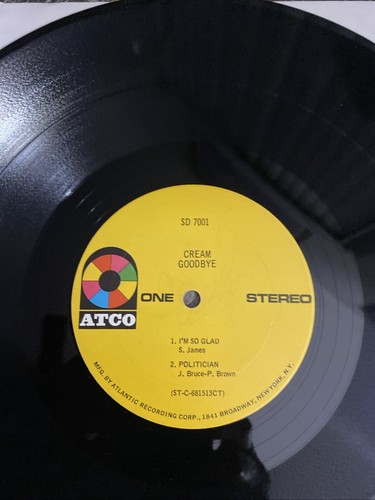 SD 7001
CREAM
GOODBYE
ATCO
ONE
STEREO
1. I'M SO GLAD
S. James
2. POLITICIAN
J. Bruce-P. Brown
(ST-C-681513CT)
MFG. BY ATLANTIC RECORDING CORP., 1841 BROADWAY, NEW YORK, N.Y.